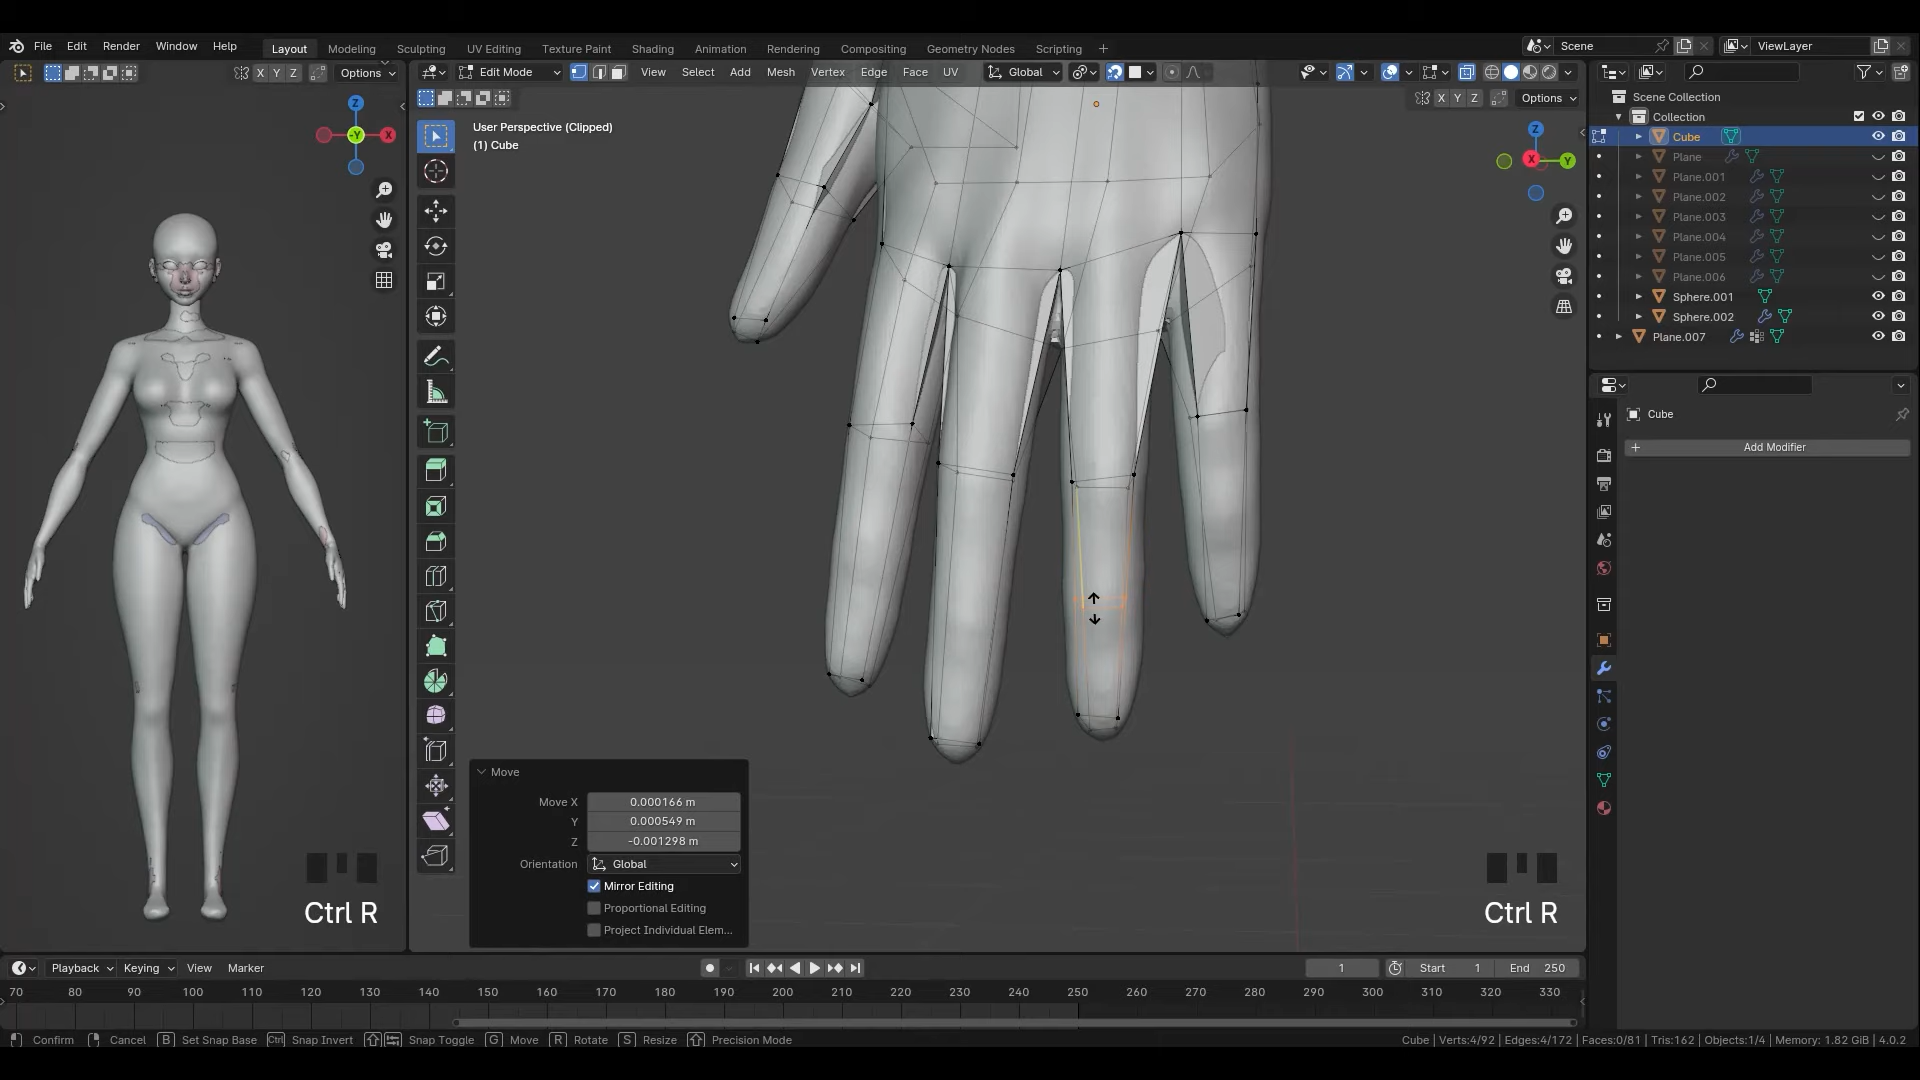 File Edit Render Window Help Layout Modeling Sculpting UV Editing Texture Paint Shading Animation Rendering Compositing Geometry Nodes Scripting + Scene ViewLayer
X Y Z Options Edit Mode View Select Add Mesh Vertex Edge Face UV Global
X Y Z Options
User Perspective (Clipped)
(1) Cube
Z
-Y X
Z
X Y
Scene Collection
Collection
Cube
Plane
Plane.001
Plane.002
Plane.003
Plane.004
Plane.005
Plane.006
Sphere.001
Sphere.002
Plane.007
Cube
+ Add Modifier
Move
Move X 0.000166 m
Y 0.000549 m
Z -0.001298 m
Orientation Global
Mirror Editing
Proportional Editing
Project Individual Elem...
Ctrl R
Ctrl R
Playback Keying View Marker 1 Start 1 End 250
70 80 90 100 110 120 130 140 150 160 170 180 190 200 210 220 230 240 250 260 270 280 290 300 310 320 330
Confirm Cancel B Set Snap Base Ctrl Snap Invert Snap Toggle G Move R Rotate S Resize Precision Mode Cube | Verts:4/92 | Edges:4/172 | Faces:0/81 | Tris:162 | Objects:1/4 | Memory: 1.82 GiB | 4.0.2